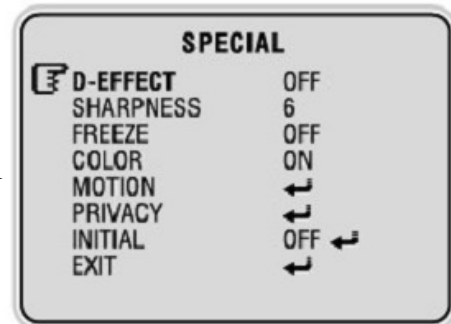 SPECIAL
D-EFFECT OFF
SHARPNESS 6
FREEZE OFF
COLOR ON
MOTION ↵
PRIVACY ↵
INITIAL OFF ↵
EXIT ↵